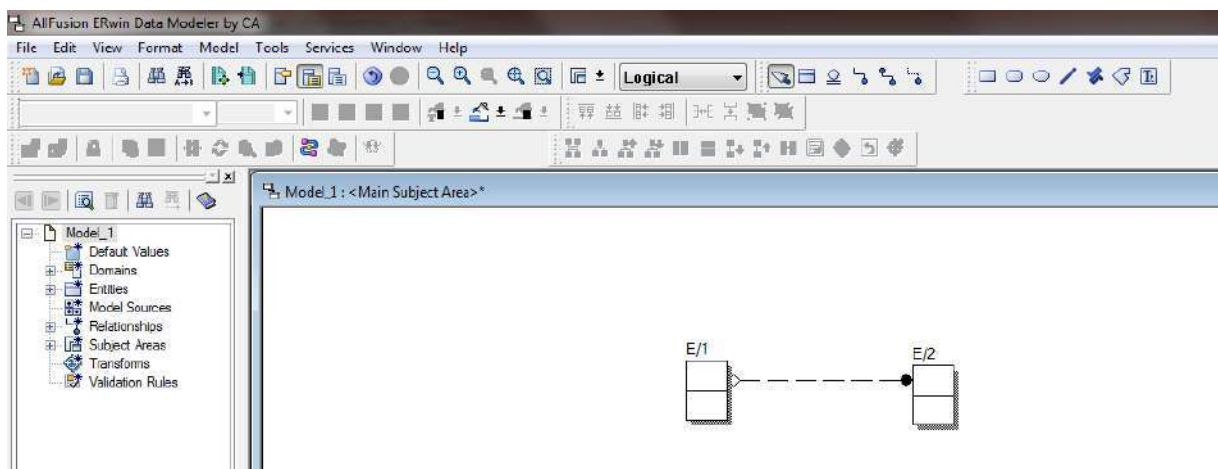 AllFusion ERwin Data Modeler by CA
File Edit View Format Model Tools Services Window Help
Logical
Model_1 : <Main Subject Area>*
Model_1
Default Values
Domains
Entities
Model Sources
Relationships
Subject Areas
Transforms
Validation Rules
E/1
E/2